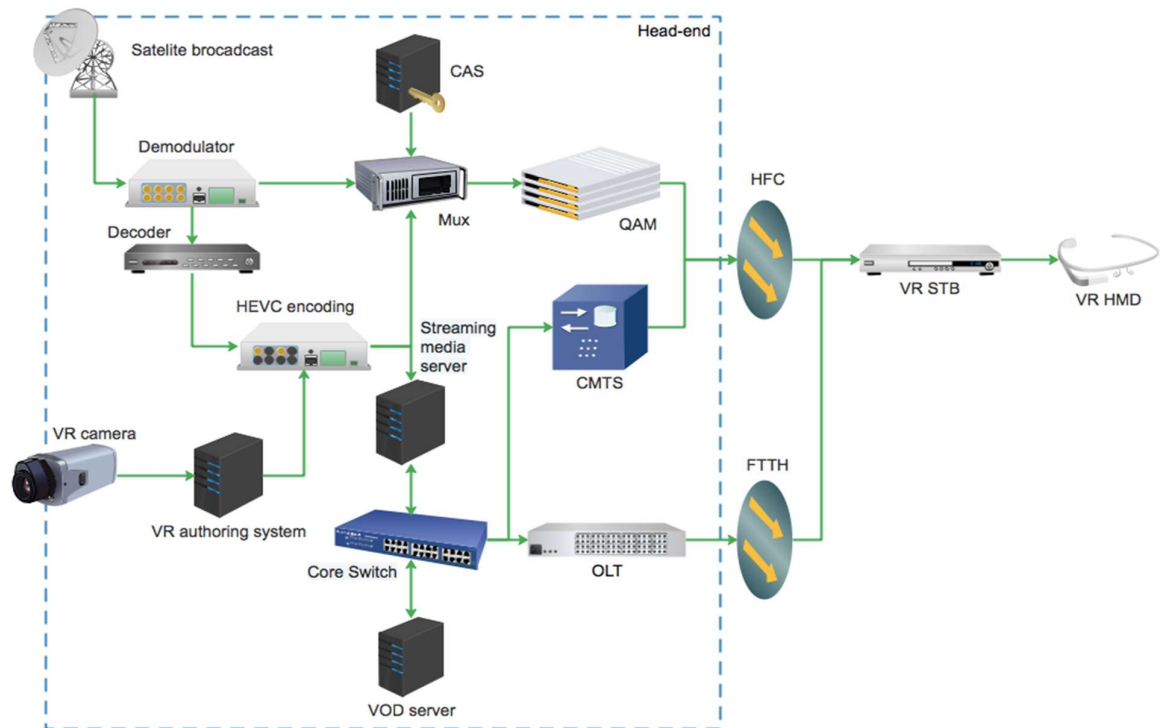 Head-end
Satelite brocadcast
CAS
Demodulator
Mux
QAM
HFC
Decoder
VR STB
VR HMD
HEVC encoding
Streaming
media
server
CMTS
VR camera
FTTH
VR authoring system
Core Switch
OLT
VOD server